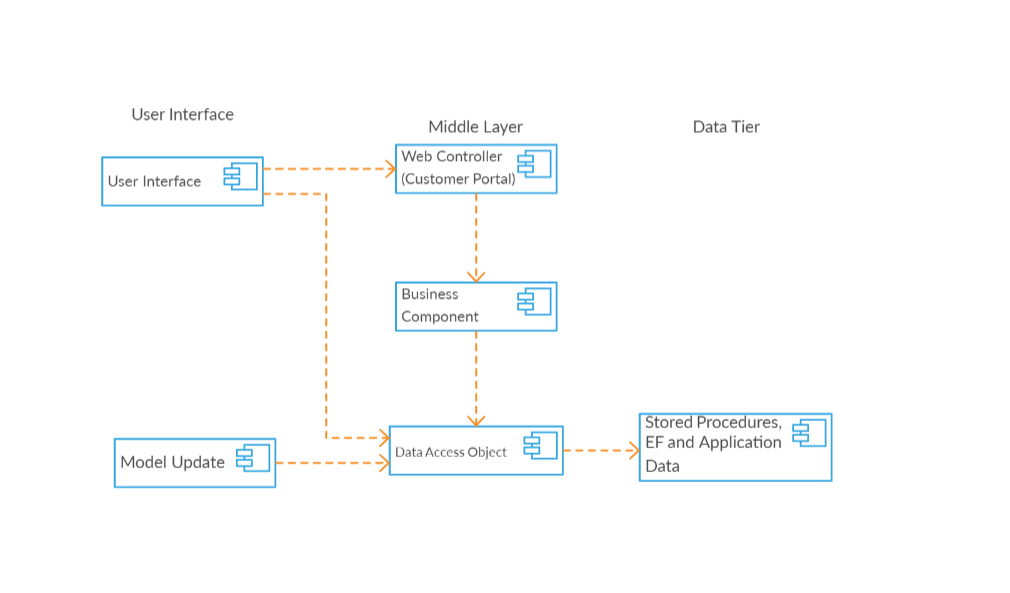 User Interface
Middle Layer
Data Tier
User Interface
Web Controller
(Customer Portal)
Business
Component
Model Update
Data Access Object
Stored Procedures,
EF and Application
Data